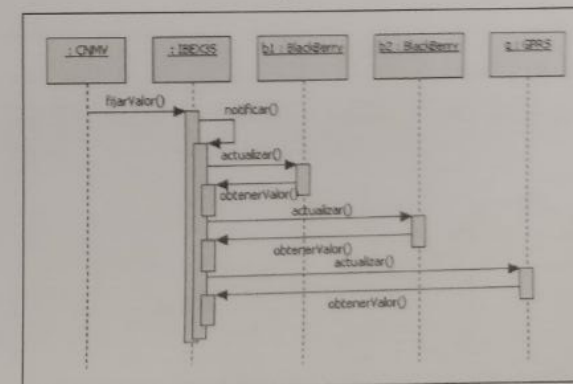 : CNMV
: IBEX35
b1 : BlackBerry
b2 : BlackBerry
g : GPRS
fijarValor()
notificar()
actualizar()
obtenerValor()
actualizar()
obtenerValor()
actualizar()
obtenerValor()